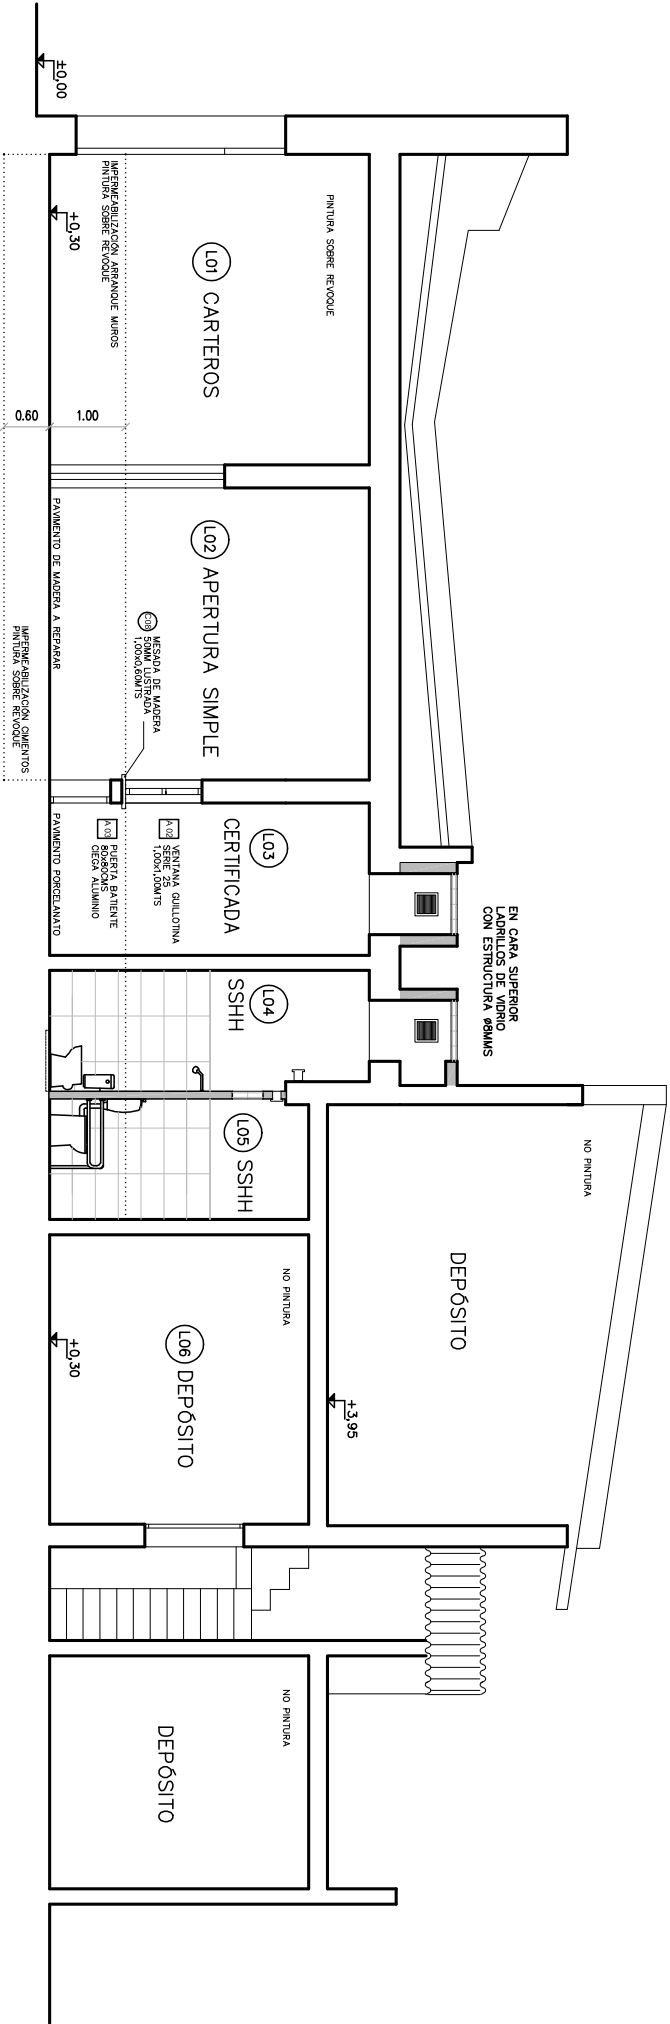 ±0,00
+0,30
IMPERMEABILIZACIÓN ARRANQUE MUROS
PINTURA SOBRE REVOQUE
PINTURA SOBRE REVOQUE
L01 CARTEROS
0.60
1.00
L02 APERTURA SIMPLE
PAVIMENTO DE MADERA A REPARAR
IMPERMEABILIZACIÓN CIMIENTOS
PINTURA SOBRE REVOQUE
C08
MESADA DE MADERA
50MM LUSTRADA
1,00x0,60MTS
L03
CERTIFICADA
A.02
VENTANA GUILLOTINA
SERIE 25
1,00x1,00MTS
A.03
PUERTA BATIENTE
80x80CMS
CIEGA ALUMINIO
PAVIMENTO PORCELANATO
EN CARA SUPERIOR
LADRILLOS DE VIDRIO
CON ESTRUCTURA Ø8MMS
L04
SSHH
L05 SSHH
NO PINTURA
DEPÓSITO
+3,95
NO PINTURA
L06 DEPÓSITO
+0,30
NO PINTURA
DEPÓSITO